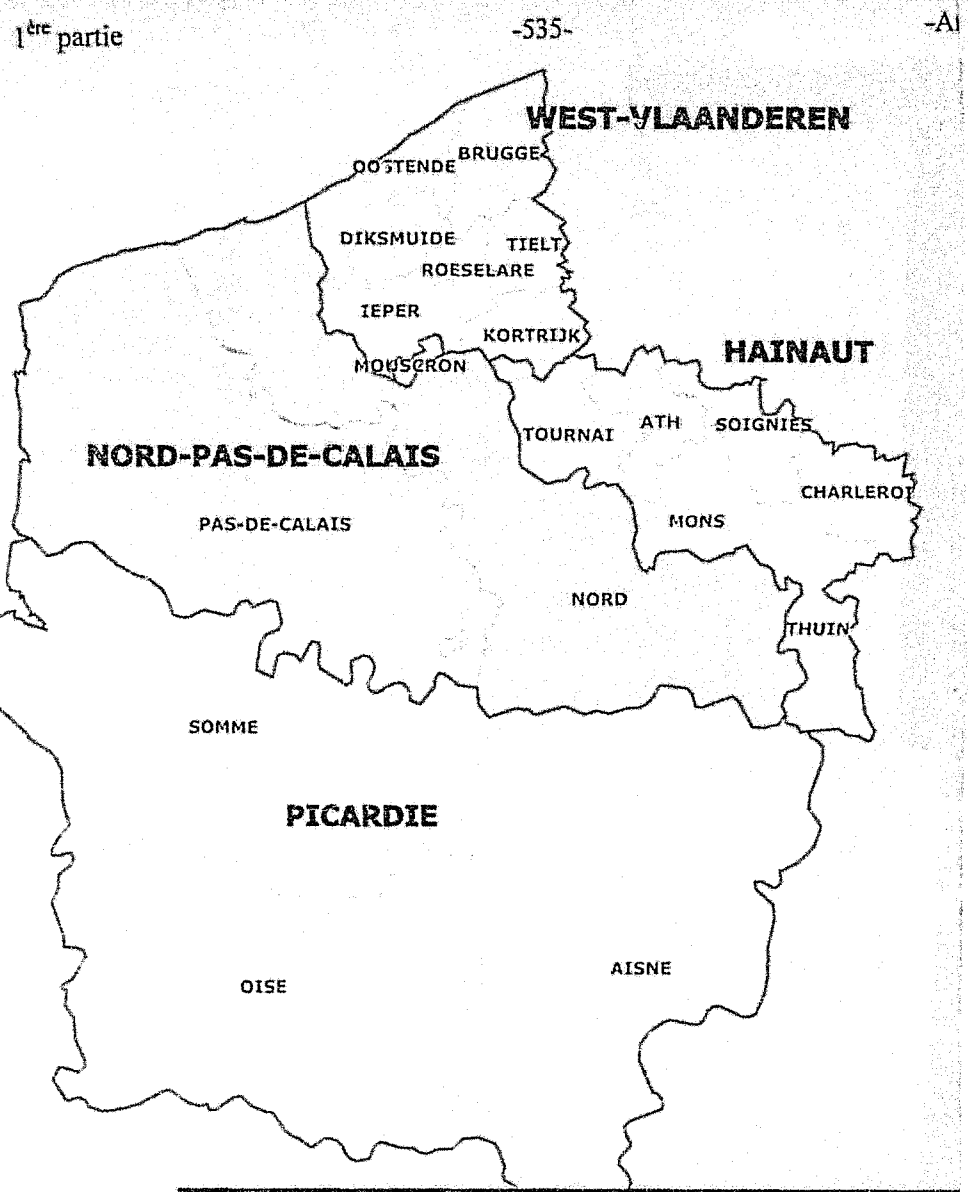 1ère partie
-535-
-A
WEST-VLAANDEREN
BRUGGE
OOSTENDE
DIKSMUIDE
TIELT
ROESELARE
IEPER
KORTRIJK
HAINAUT
MOUSCRON
ATH
SOIGNIES
TOURNAI
NORD-PAS-DE-CALAIS
CHARLEROI
PAS-DE-CALAIS
MONS
NORD
THUIN
SOMME
PICARDIE
AISNE
OISE